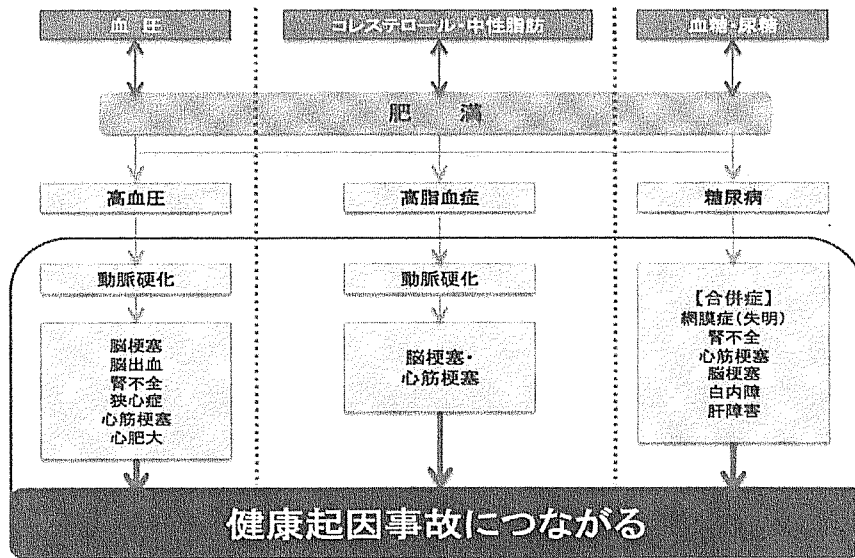 血圧
コレステロール・中性脂肪
血糖・尿糖
肥 満
高血圧
高脂血症
糖尿病
動脈硬化
動脈硬化
脳梗塞
脳出血
腎不全
狭心症
心筋梗塞
心肥大
脳梗塞・
心筋梗塞
【合併症】
網膜症(失明)
腎不全
心筋梗塞
脳梗塞
白内障
肝障害
健康起因事故につながる